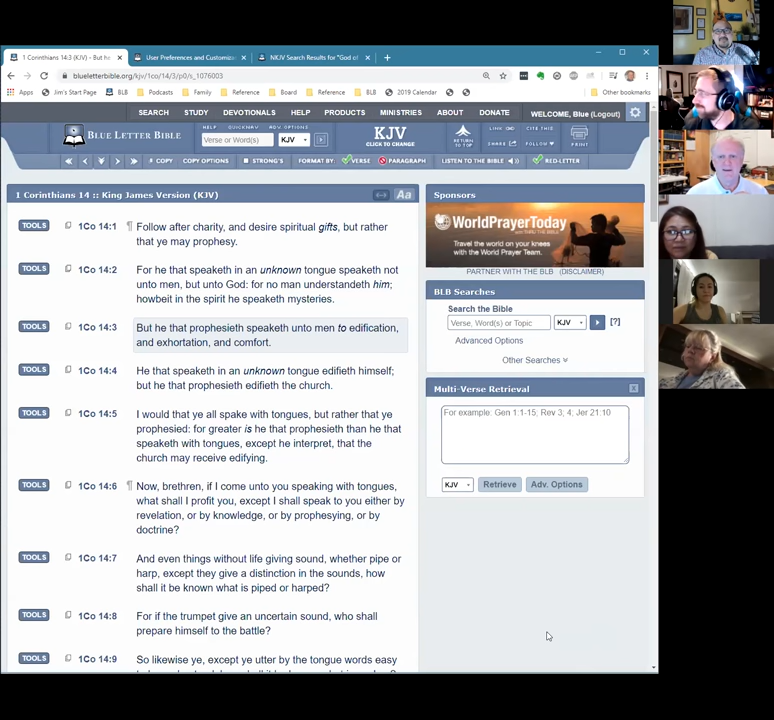 1 Corinthians 14:3 (KJV) - But he
User Preferences and Customiza
NKJV Search Results for "God of
blueletterbible.org/kjv/1co/14/3/p0/s_1076003
Apps
Jim's Start Page
BLB
Podcasts
Family
Reference
Board
Reference
BLB
2019 Calendar
Other bookmarks
SEARCH STUDY DEVOTIONALS HELP PRODUCTS MINISTRIES ABOUT DONATE WELCOME, Blue (Logout)
BLUE LETTER BIBLE
HELP QUICKNAV ADV. OPTIONS
Verse or Word(s) KJV
KJV
CLICK TO CHANGE
RETURN TO TOP
LINK CITE THIS
SHARE FOLLOW
PRINT
COPY COPY OPTIONS STRONG'S FORMAT BY VERSE PARAGRAPH LISTEN TO THE BIBLE RED-LETTER
1 Corinthians 14 :: King James Version (KJV)
Aa
TOOLS 1Co 14:1 ¶ Follow after charity, and desire spiritual gifts, but rather
that ye may prophesy.
TOOLS 1Co 14:2 For he that speaketh in an unknown tongue speaketh not
unto men, but unto God: for no man understandeth him;
howbeit in the spirit he speaketh mysteries.
TOOLS 1Co 14:3 But he that prophesieth speaketh unto men to edification,
and exhortation, and comfort.
TOOLS 1Co 14:4 He that speaketh in an unknown tongue edifieth himself;
but he that prophesieth edifieth the church.
TOOLS 1Co 14:5 I would that ye all spake with tongues, but rather that ye
prophesied: for greater is he that prophesieth than he that
speaketh with tongues, except he interpret, that the
church may receive edifying.
TOOLS 1Co 14:6 ¶ Now, brethren, if I come unto you speaking with tongues,
what shall I profit you, except I shall speak to you either by
revelation, or by knowledge, or by prophesying, or by
doctrine?
TOOLS 1Co 14:7 And even things without life giving sound, whether pipe or
harp, except they give a distinction in the sounds, how
shall it be known what is piped or harped?
TOOLS 1Co 14:8 For if the trumpet give an uncertain sound, who shall
prepare himself to the battle?
TOOLS 1Co 14:9 So likewise ye, except ye utter by the tongue words easy
Sponsors
WorldPrayerToday
Travel the world on your knees
with the World Prayer Team.
PARTNER WITH THE BLB (DISCLAIMER)
BLB Searches
Search the Bible
Verse, Word(s) or Topic KJV [?]
Advanced Options
Other Searches
Multi-Verse Retrieval
For example: Gen 1:1-15; Rev 3; 4; Jer 21:10
KJV Retrieve Adv. Options